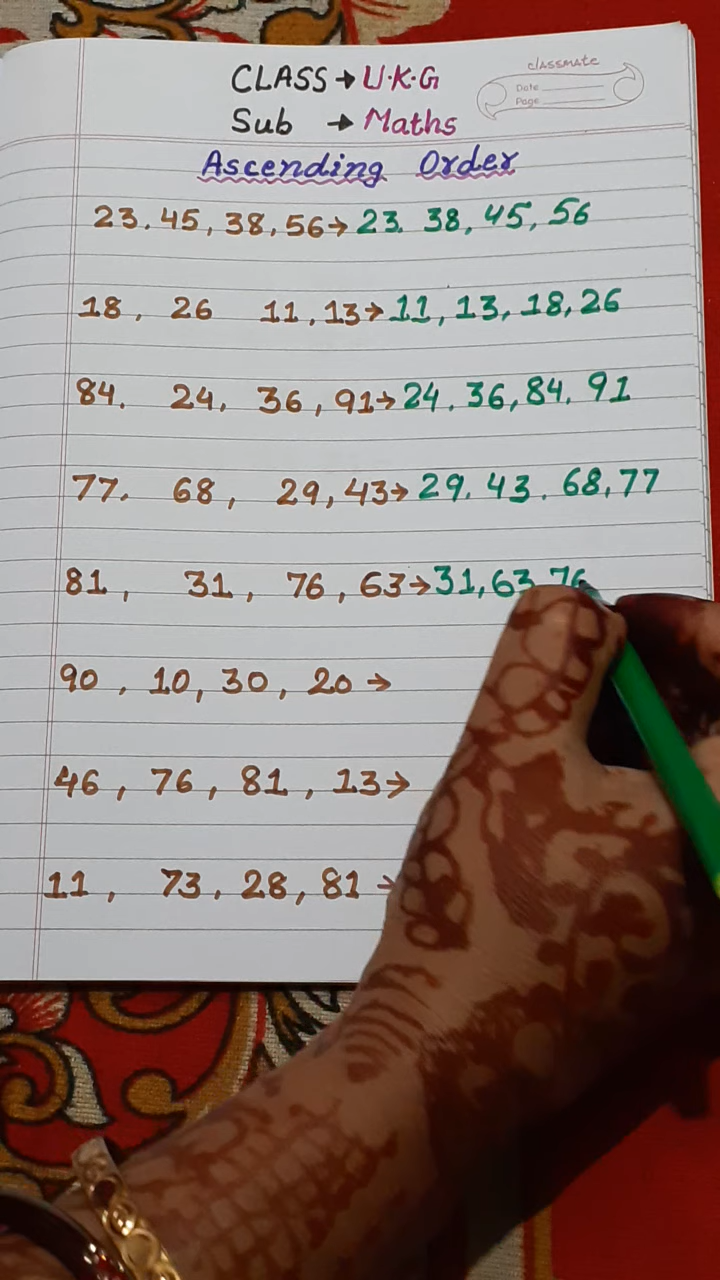 classmate
Date
Page
CLASS → U.K.G
Sub → Maths
Ascending Order
23. 45, 38, 56 → 23. 38, 45, 56
18, 26 11, 13 → 11, 13, 18, 26
84. 24. 36, 91 → 24. 36, 84. 91
77. 68, 29, 43 → 29. 43. 68, 77
81, 31, 76, 63 → 31, 63 76
90, 10, 30, 20 →
46, 76, 81, 13 →
11, 73, 28, 81 →